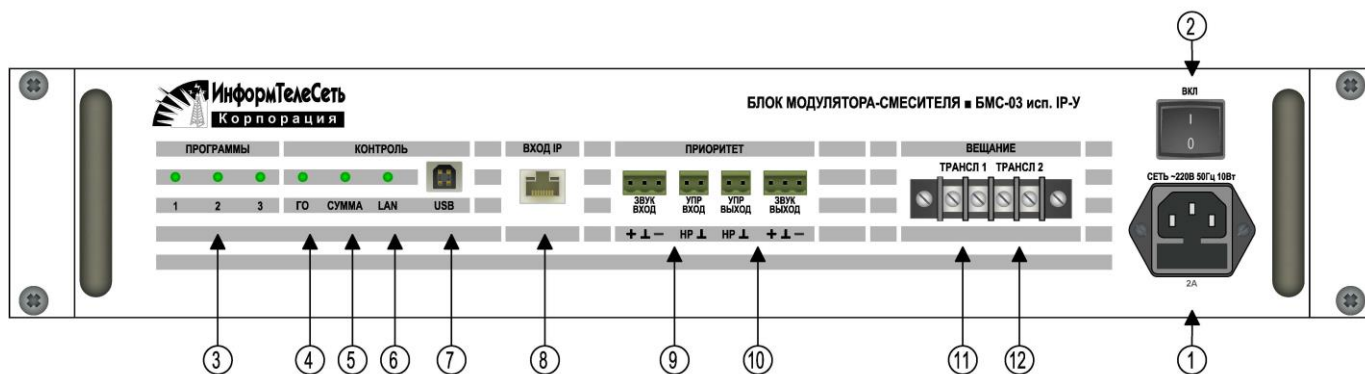 2
ИнформТелеСеть
Корпорация
БЛОК МОДУЛЯТОРА-СМЕСИТЕЛЯ ■ БМС-03 исп. IP-У
ВКЛ
I
0
ПРОГРАММЫ КОНТРОЛЬ ВХОД IP ПРИОРИТЕТ ВЕЩАНИЕ
ТРАНСЛ 1 ТРАНСЛ 2
СЕТЬ ~220В 50Гц 10Вт
1 2 3 ГО СУММА LAN USB
ЗВУК ВХОД
УПР ВХОД
УПР ВЫХОД
ЗВУК ВЫХОД
+ ⊥ − НР ⊥ НР ⊥ + ⊥ −
2А
3 4 5 6 7 8 9 10 11 12 1